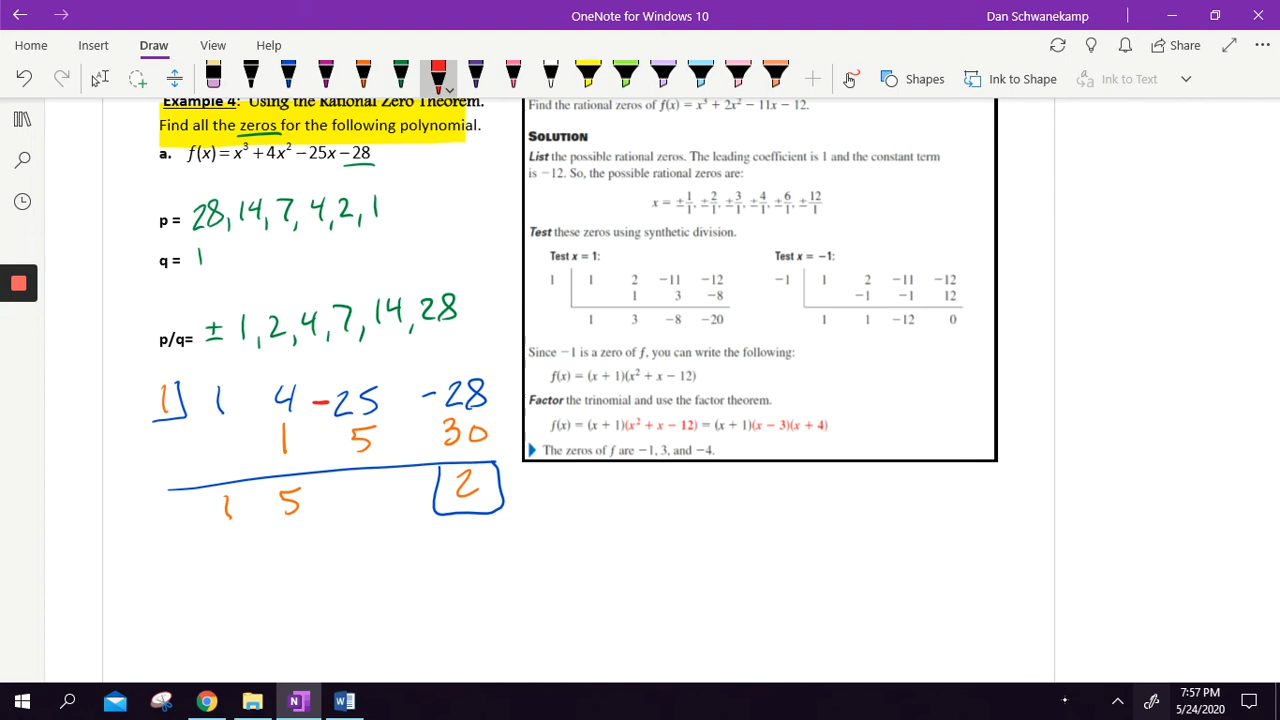 OneNote for Windows 10
Dan Schwanekamp
Home Insert Draw View Help
Share
Shapes
Ink to Shape
Ink to Text
Example 4: Using the Rational Zero Theorem.
Find all the zeros for the following polynomial.
a. f(x) = x³ + 4x² − 25x − 28
p = 28, 14, 7, 4, 2, 1
q = 1
p/q= ± 1, 2, 4, 7, 14, 28
1 1 4 -25 -28
1 5 30
1 5 2
Find the rational zeros of f(x) = x³ + 2x² − 11x − 12.
SOLUTION
List the possible rational zeros. The leading coefficient is 1 and the constant term
is −12. So, the possible rational zeros are:
x = ±1/1, ±2/1, ±3/1, ±4/1, ±6/1, ±12/1
Test these zeros using synthetic division.
Test x = 1:
1 1 2 −11 −12
1 3 −8
1 3 −8 −20
Test x = −1:
−1 1 2 −11 −12
−1 −1 12
1 1 −12 0
Since −1 is a zero of f, you can write the following:
f(x) = (x + 1)(x² + x − 12)
Factor the trinomial and use the factor theorem.
f(x) = (x + 1)(x² + x − 12) = (x + 1)(x − 3)(x + 4)
The zeros of f are −1, 3, and −4.
7:57 PM
5/24/2020